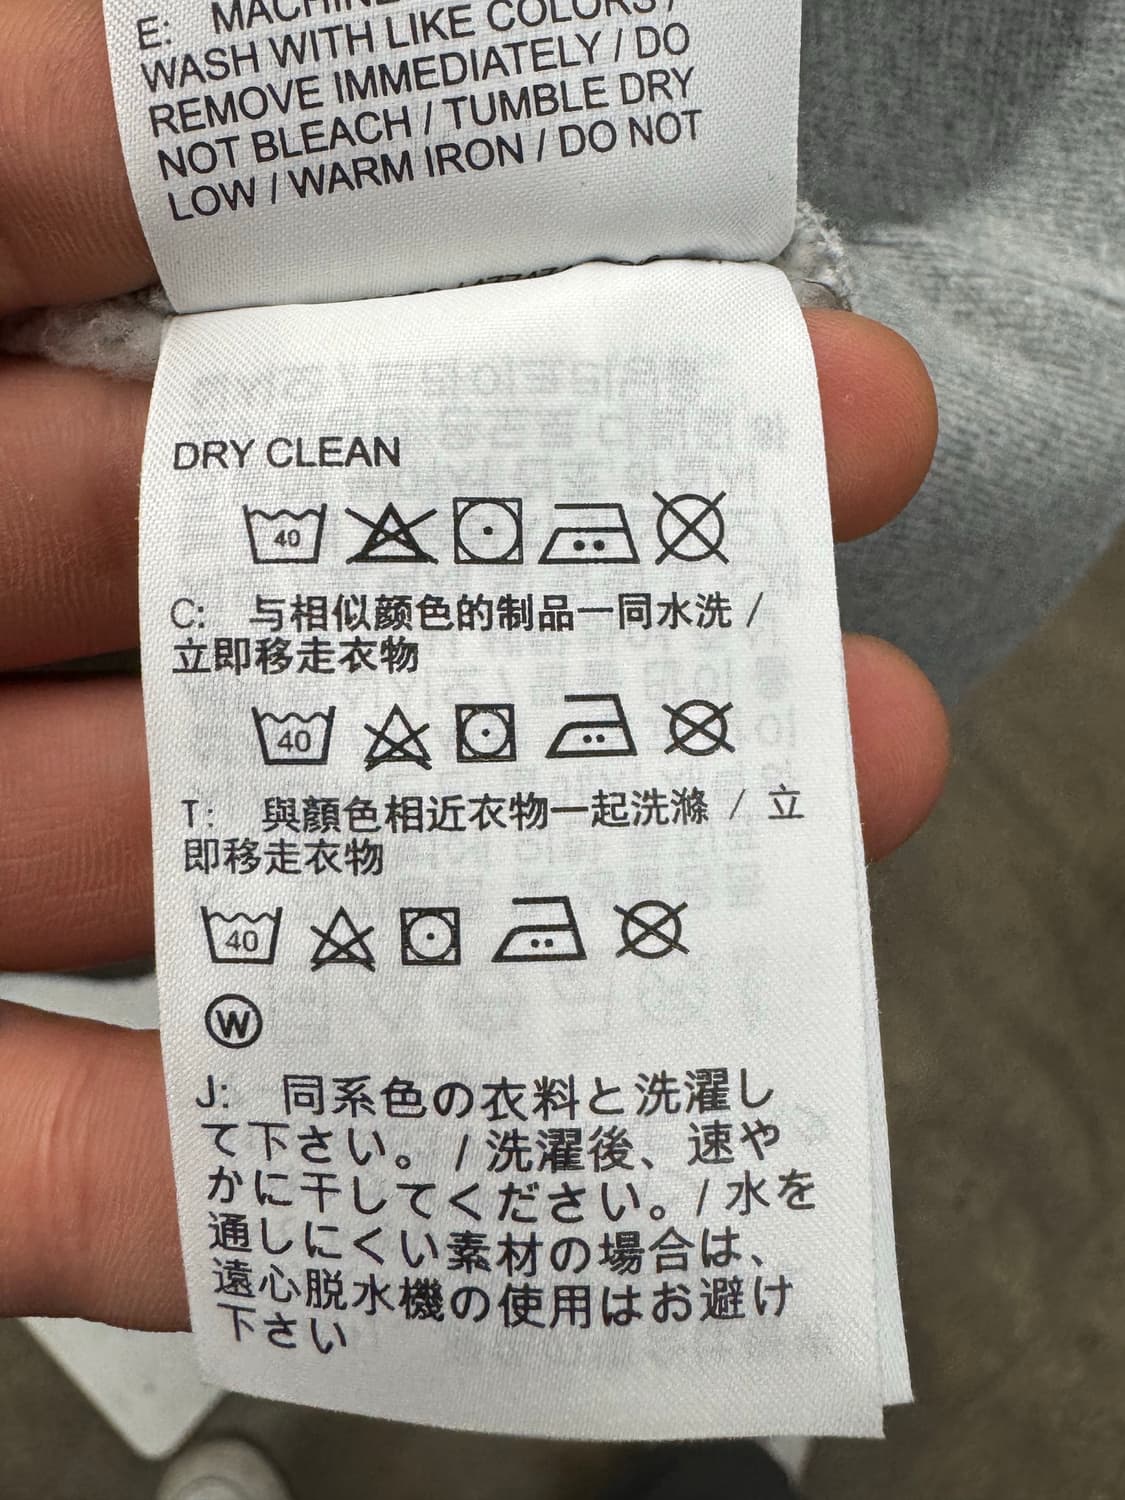 E: MACHINE
WASH WITH LIKE COLORS /
REMOVE IMMEDIATELY / DO
NOT BLEACH / TUMBLE DRY
LOW / WARM IRON / DO NOT
DRY CLEAN
40
C: 与相似颜色的制品一同水洗 /
立即移走衣物
40
T: 與顏色相近衣物一起洗滌 / 立
即移走衣物
40
W
J: 同系色の衣料と洗濯し
て下さい。 / 洗濯後、速や
かに干してください。/ 水を
通しにくい素材の場合は、
遠心脱水機の使用はお避け
下さい